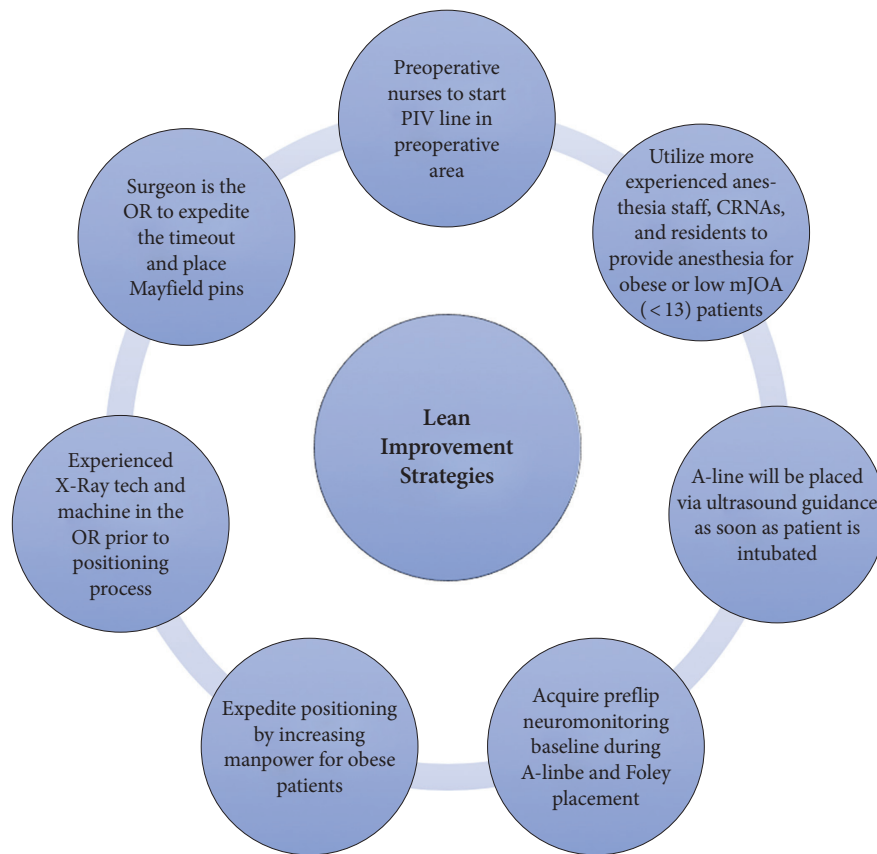 Preoperative
nurses to start
PIV line in
preoperative
area
Utilize more
experienced anes-
thesia staff, CRNAs,
and residents to
provide anesthesia for
obese or low mJOA
(<13) patients
A-line will be placed
via ultrasound guidance
as soon as patient is
intubated
Acquire preflip
neuromonitoring
baseline during
A-linbe and Foley
placement
Expedite positioning
by increasing
manpower for obese
patients
Experienced
X-Ray tech and
machine in the
OR prior to
positioning
process
Surgeon is the
OR to expedite
the timeout
and place
Mayfield pins
Lean
Improvement
Strategies